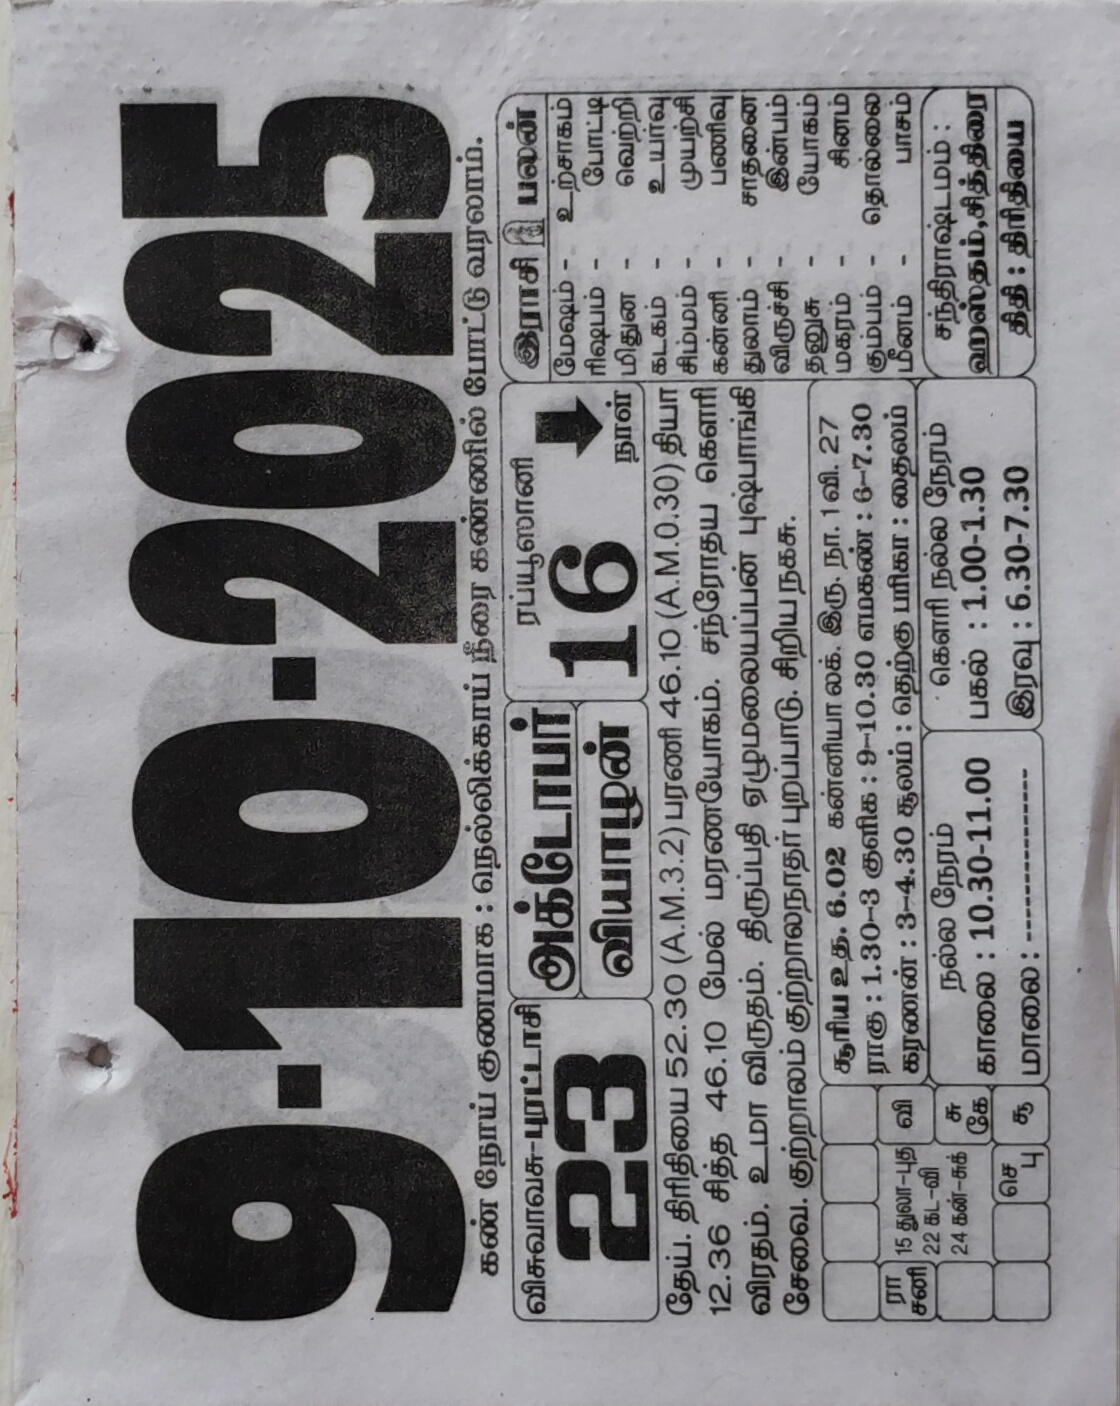 9-10-2025
கண் நோய் குணமாக : நெல்லிக்காய் நீரை கண்ணில் போட்டு வரலாம்.
விசுவாவசு-புரட்டாசி
23
அக்டோபர்
வியாழன்
ரப்யூஸானி
16
நாள்
இராசி பலன்
மேஷம் - உற்சாகம்
ரிஷபம் - போட்டி
மிதுன - வெற்றி
கடகம் - உயர்வு
சிம்மம் - முயற்சி
கன்னி - பணிவு
துலாம் - சாதனை
விருச்சி - இன்பம்
தனுசு - யோகம்
மகரம் - சினம்
கும்பம் - தொல்லை
மீனம் - பாசம்
தேய். திரிதியை 52.30 (A.M.3.2) பரணி 46.10 (A.M.0.30) தியா
12.36 சித்த 46.10 மேல் மரணயோகம். சந்ரோதய கௌரி
விரதம். உமா விருதம். திருப்பதி ஏழுமலையப்பன் புஷ்பாங்கி
சேவை. குற்றாலம் குற்றாலநாதர் புறப்பாடு. சிறிய நகசு.
சூரிய உத. 6.02 கன்னியா லக். இரு. நா. 1 வி. 27
ராகு : 1.30-3 குளிக : 9-10.30 எமகண் : 6-7.30
கரணன் : 3-4.30 சூலம் : தெற்கு பரிகா : தைலம்
நல்ல நேரம்
காலை : 10.30-11.00
மாலை : ---------------
கௌரி நல்ல நேரம்
பகல் : 1.00-1.30
இரவு : 6.30-7.30
சந்திராஷ்டமம் :
ஹஸ்தம்,சித்திரை
திதி : திரிதியை
ரா
சனி
15 துலா-புத
22 கட-வி
24 கன்-சுக்
வி
சு
கே
செ
பு
சூ